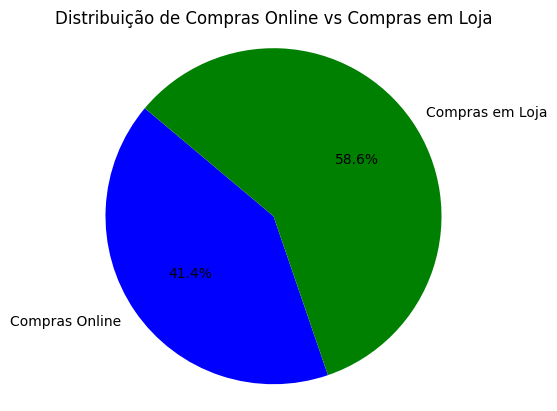 Distribuição de Compras Online vs Compras em Loja
Compras em Loja
58.6%
41.4%
Compras Online